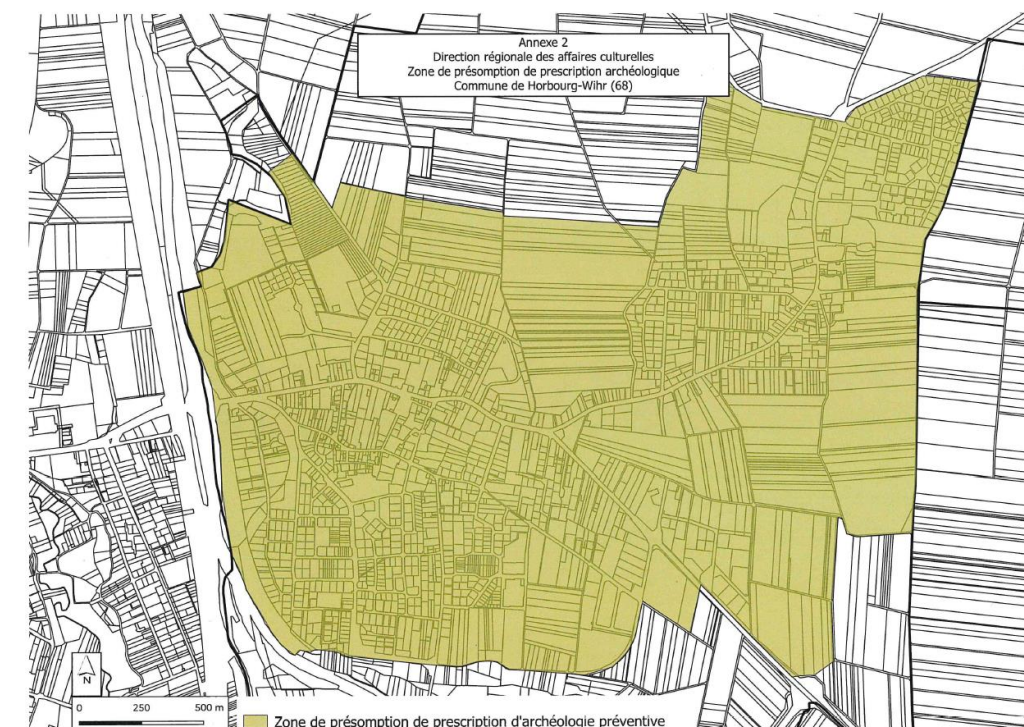 Annexe 2
Direction régionale des affaires culturelles
Zone de présomption de prescription archéologique
Commune de Horbourg-Wihr (68)
N
0 250 500 m
Zone de présomption de prescription d'archéologie préventive